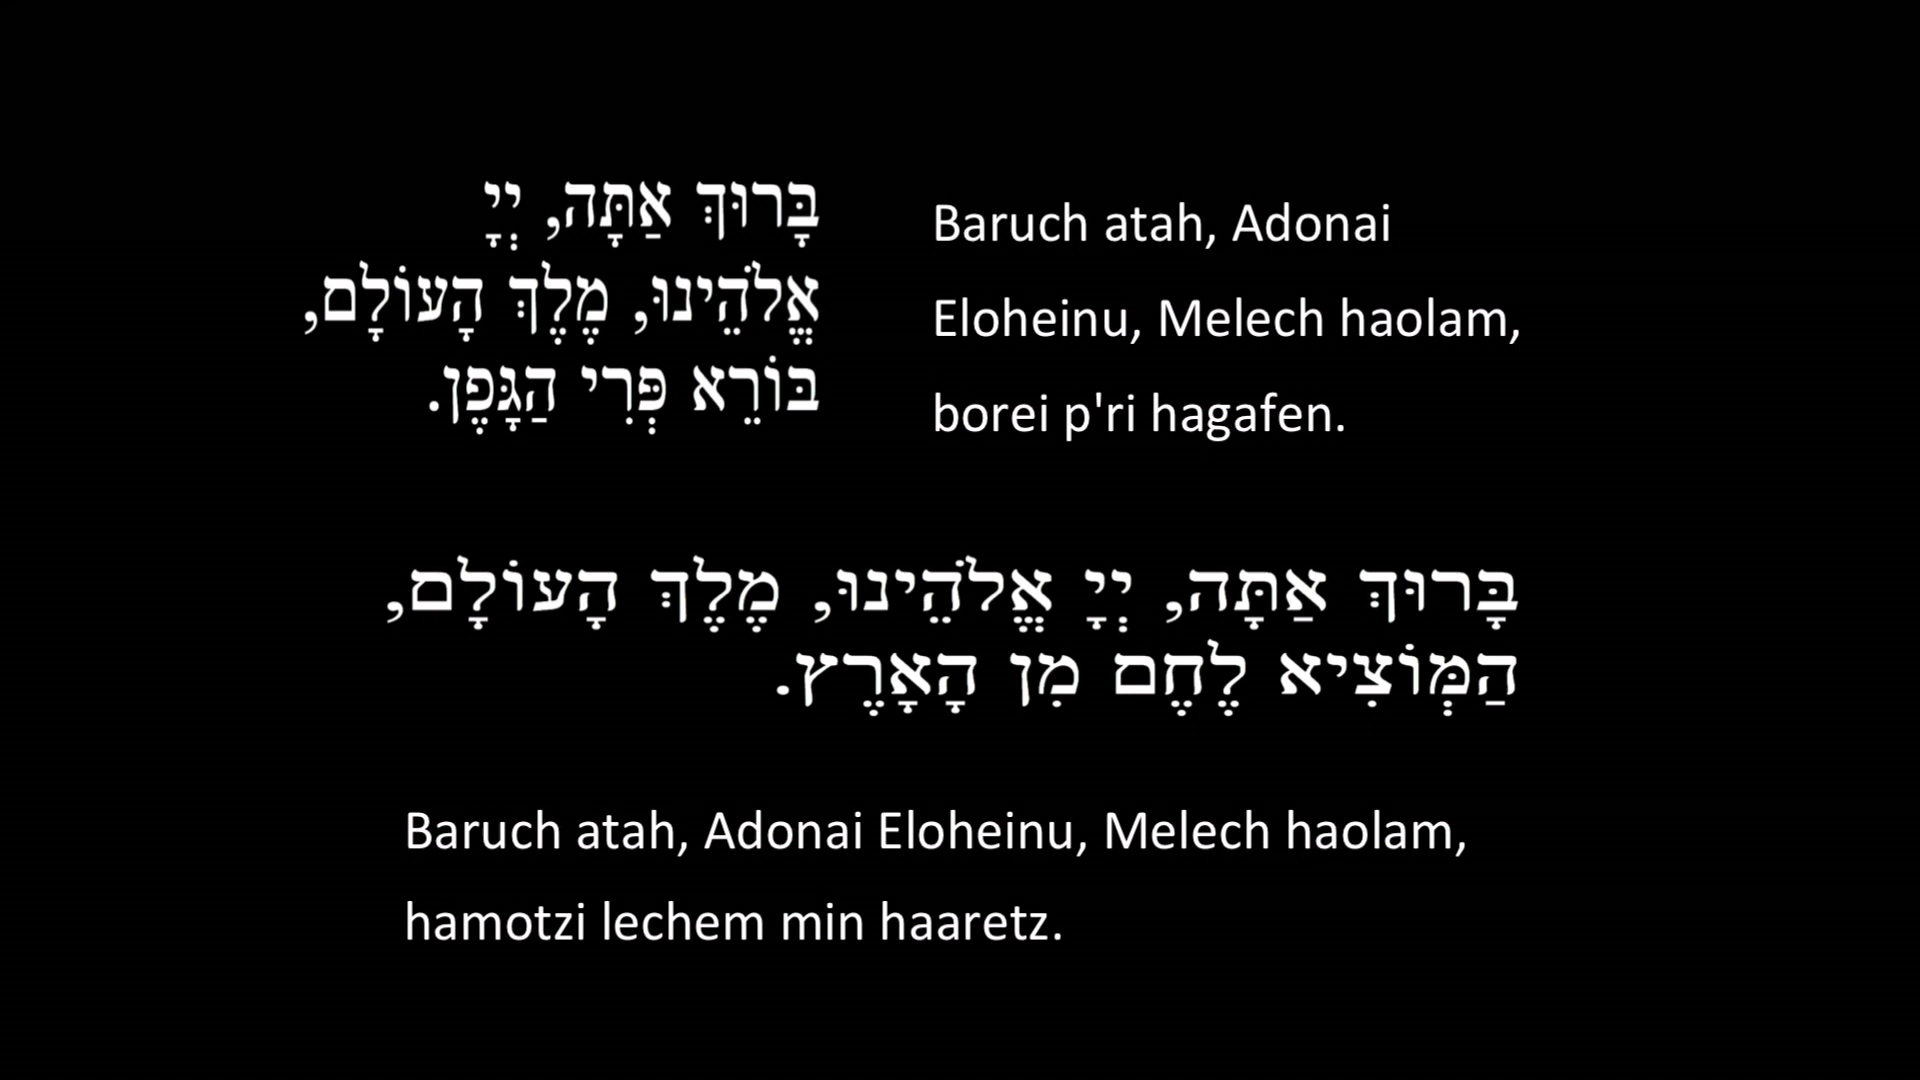 בָּרוּךְ אַתָּה, יְיָ
אֱלֹהֵינוּ, מֶלֶךְ הָעוֹלָם,
בּוֹרֵא פְּרִי הַגָּפֶן.
Baruch atah, Adonai
Eloheinu, Melech haolam,
borei p'ri hagafen.
בָּרוּךְ אַתָּה, יְיָ אֱלֹהֵינוּ, מֶלֶךְ הָעוֹלָם,
הַמְּוֹצִיא לֶחֶם מִן הָאָרֶץ.
Baruch atah, Adonai Eloheinu, Melech haolam,
hamotzi lechem min haaretz.